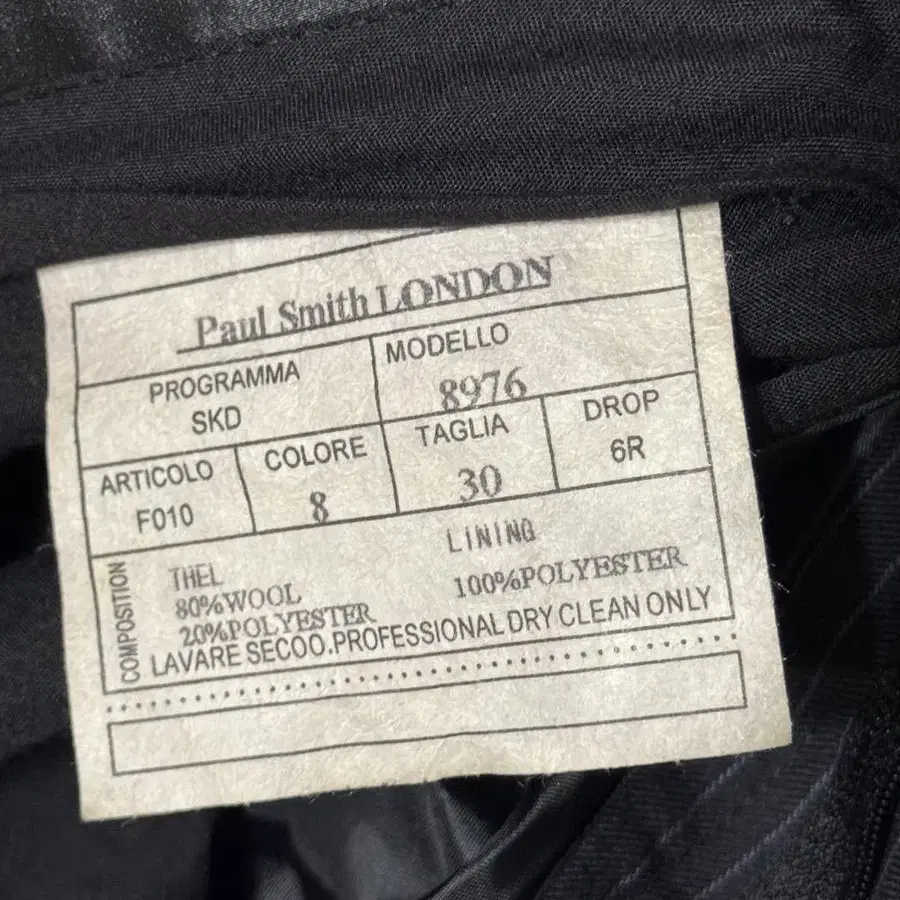 Paul Smith LONDON
PROGRAMMA
SKD
MODELLO
8976
ARTICOLO
F010
COLORE
8
TAGLIA
30
DROP
6R
COMPOSITION
THEL
80%WOOL
20%POLYESTER
LINING
100%POLYESTER
LAVARE SECOO.PROFESSIONAL DRY CLEAN ONLY